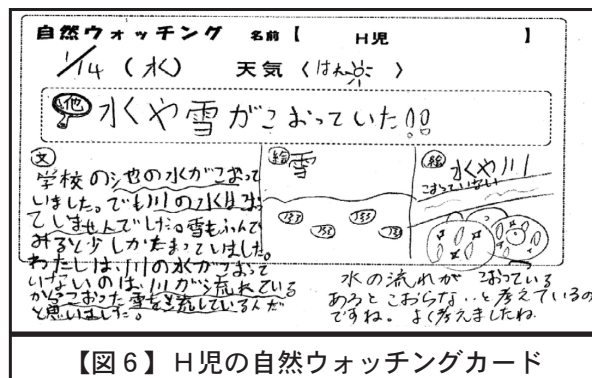 自然ウォッチング 名前【 H児 】
1/14(水) 天気〈はれ 〉
他 水や雪がこおっていた!!
文
学校の池の水がこおって
いました。でも川の水はこおっ
ていませんでした。雪もふんで
みると少しかたまっていました。
わたしは、川の水がこおって
いないのは、川が流れている
からこおった雪を流しているんだ
と思いました。
絵 雪
絵 水や川
こおっていない
こおっている
水の流れが
あるとこおらない と考えているの
ですね。よく考えましたね
【図6】H児の自然ウォッチングカード